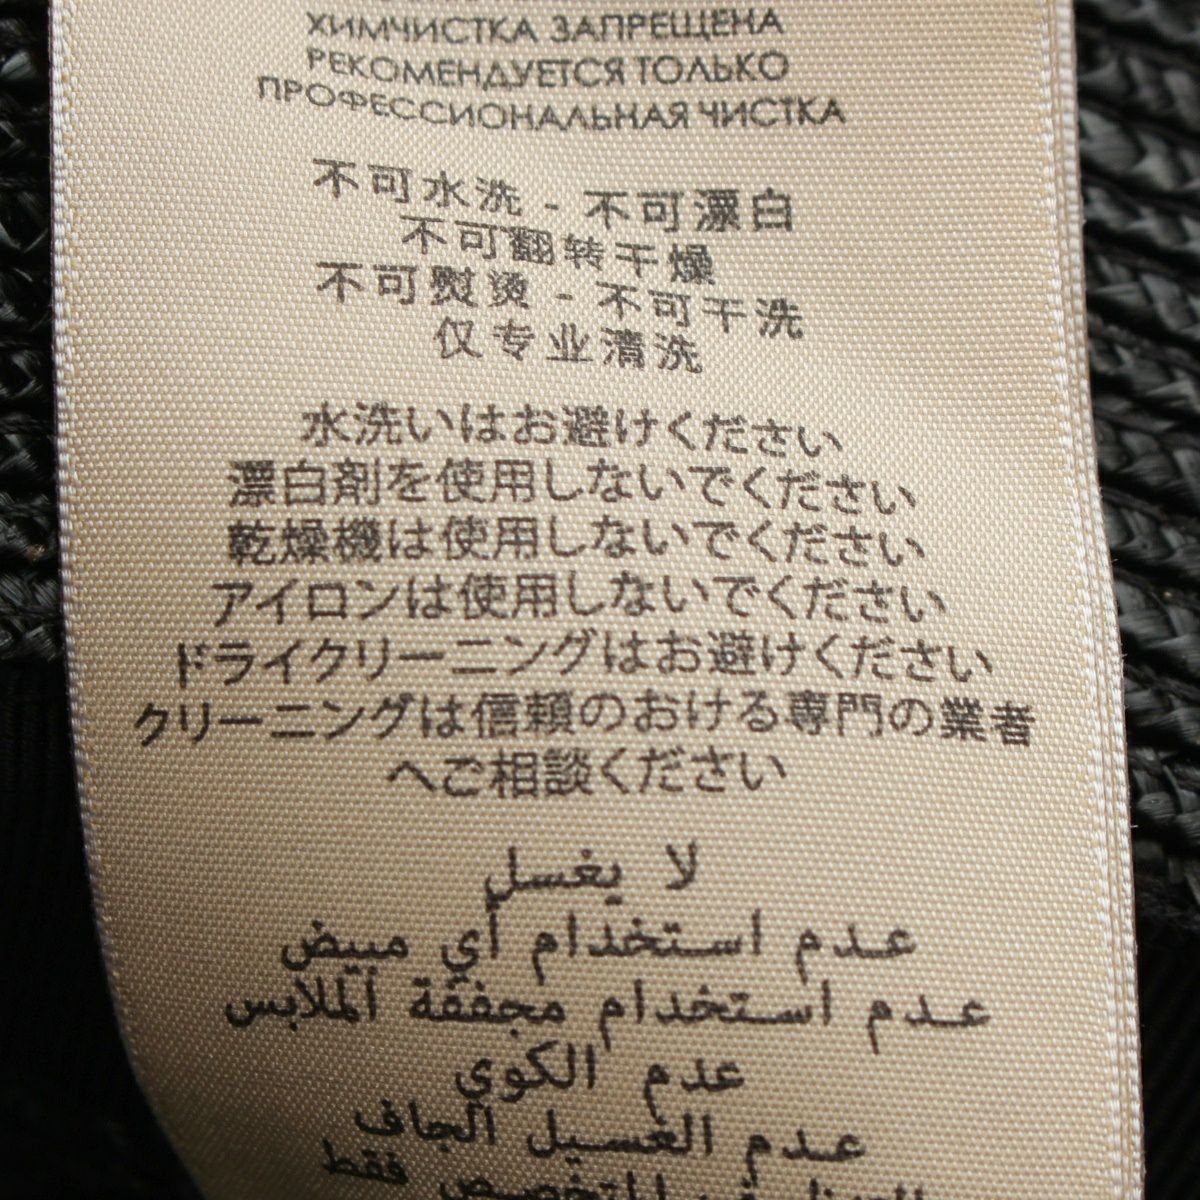 ХИМЧИСТКА ЗАПРЕЩЕНА
РЕКОМЕНДУЕТСЯ ТОЛЬКО
ПРОФЕССИОНАЛЬНАЯ ЧИСТКА
不可水洗 - 不可漂白
不可翻转干燥
不可熨烫 - 不可干洗
仅专业清洗
水洗いはお避けください
漂白剤を使用しないでください
乾燥機は使用しないでください
アイロンは使用しないでください
ドライクリーニングはお避けください
クリーニングは信頼のおける専門の業者
へご相談ください
لا يغسل
عدم استخدام أي مبيض
عدم استخدام مجففة الملابس
عدم الكوي
عدم الغسيل الجاف
فقط